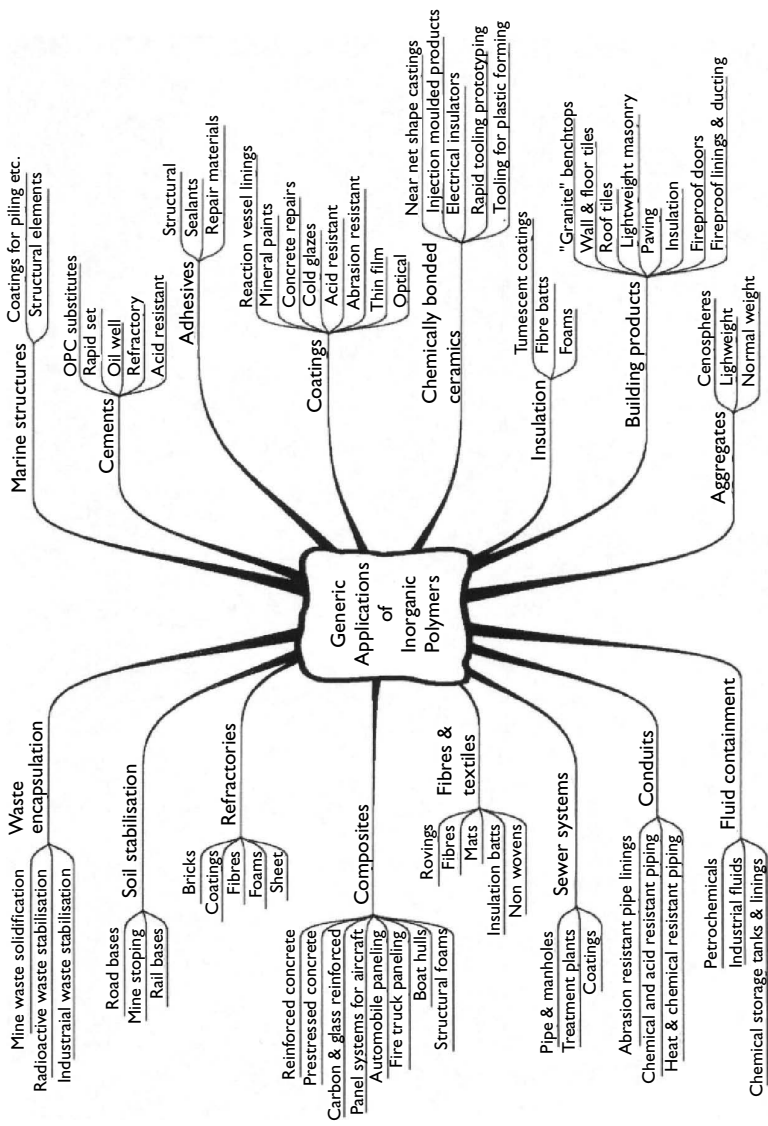 Generic
Applications
of
Inorganic
Polymers
Waste
encapsulation
Mine waste solidification
Radioactive waste stabilisation
Industraial waste stabilisation
Soil stabilisation
Road bases
Mine stoping
Rail bases
Refractories
Bricks
Coatings
Fibres
Foams
Sheet
Composites
Reinforced concrete
Prestressed concrete
Carbon & glass reinforced
Panel systems for aircraft
Automobile paneling
Fire truck paneling
Boat hulls
Structural foams
Fibres &
textiles
Rovings
Fibres
Mats
Insulation batts
Non wovens
Sewer systems
Pipe & manholes
Treatment plants
Coatings
Conduits
Abrasion resistant pipe linings
Chemical and acid resistant piping
Heat & chemical resistant piping
Fluid containment
Petrochemicals
Industrial fluids
Chemical storage tanks & linings
Marine structures
Coatings for piling etc.
Structural elements
Cements
OPC substitutes
Rapid set
Oil well
Refractory
Acid resistant
Adhesives
Structural
Sealants
Repair materials
Coatings
Reaction vessel linings
Mineral paints
Concrete repairs
Cold glazes
Acid resistant
Abrasion resistant
Thin film
Optical
Chemically bonded
ceramics
Near net shape castings
Injection moulded products
Electrical insulators
Rapid tooling prototyping
Tooling for plastic forming
Insulation
Tumescent coatings
Fibre batts
Foams
Building products
"Granite" benchtops
Wall & floor tiles
Roof tiles
Lightweight masonry
Paving
Insulation
Fireproof doors
Fireproof linings & ducting
Aggregates
Cenospheres
Lighweight
Normal weight